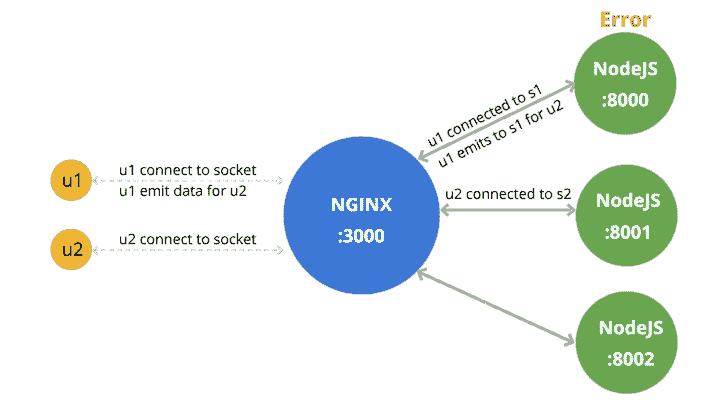 Error
NodeJS
:8000
u1 connected to s1
u1 emits to s1 for u2
u1
u1 connect to socket
u1 emit data for u2
NGINX
:3000
u2 connected to s2
NodeJS
:8001
u2
u2 connect to socket
NodeJS
:8002